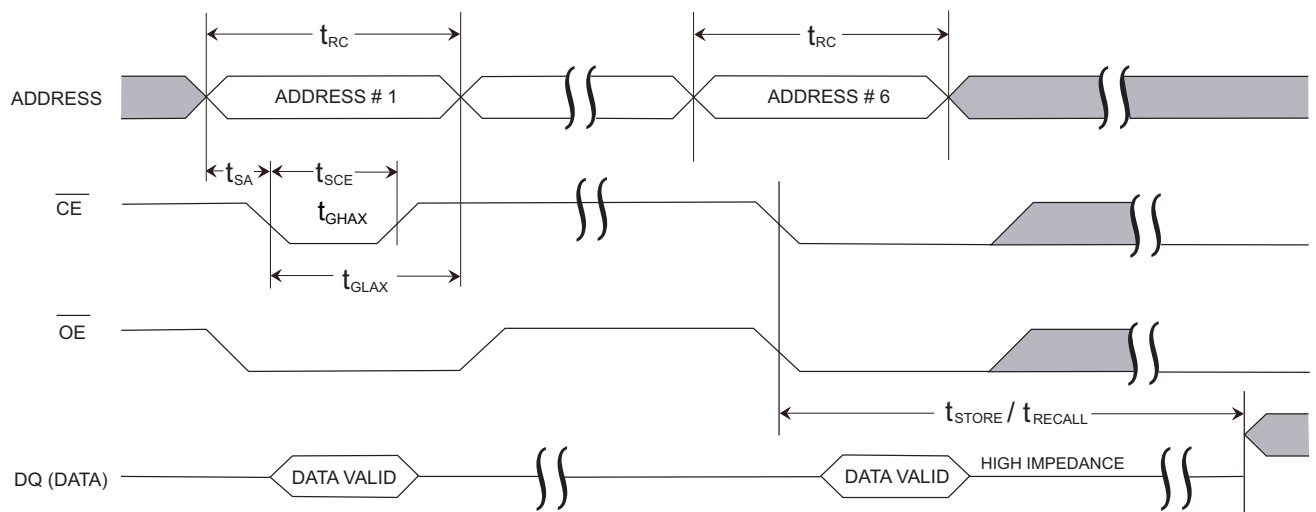 tRC
tRC
ADDRESS
ADDRESS # 1
ADDRESS # 6
tSA
tSCE
CE
tGHAX
tGLAX
OE
tSTORE / tRECALL
DQ (DATA)
DATA VALID
DATA VALID
HIGH IMPEDANCE